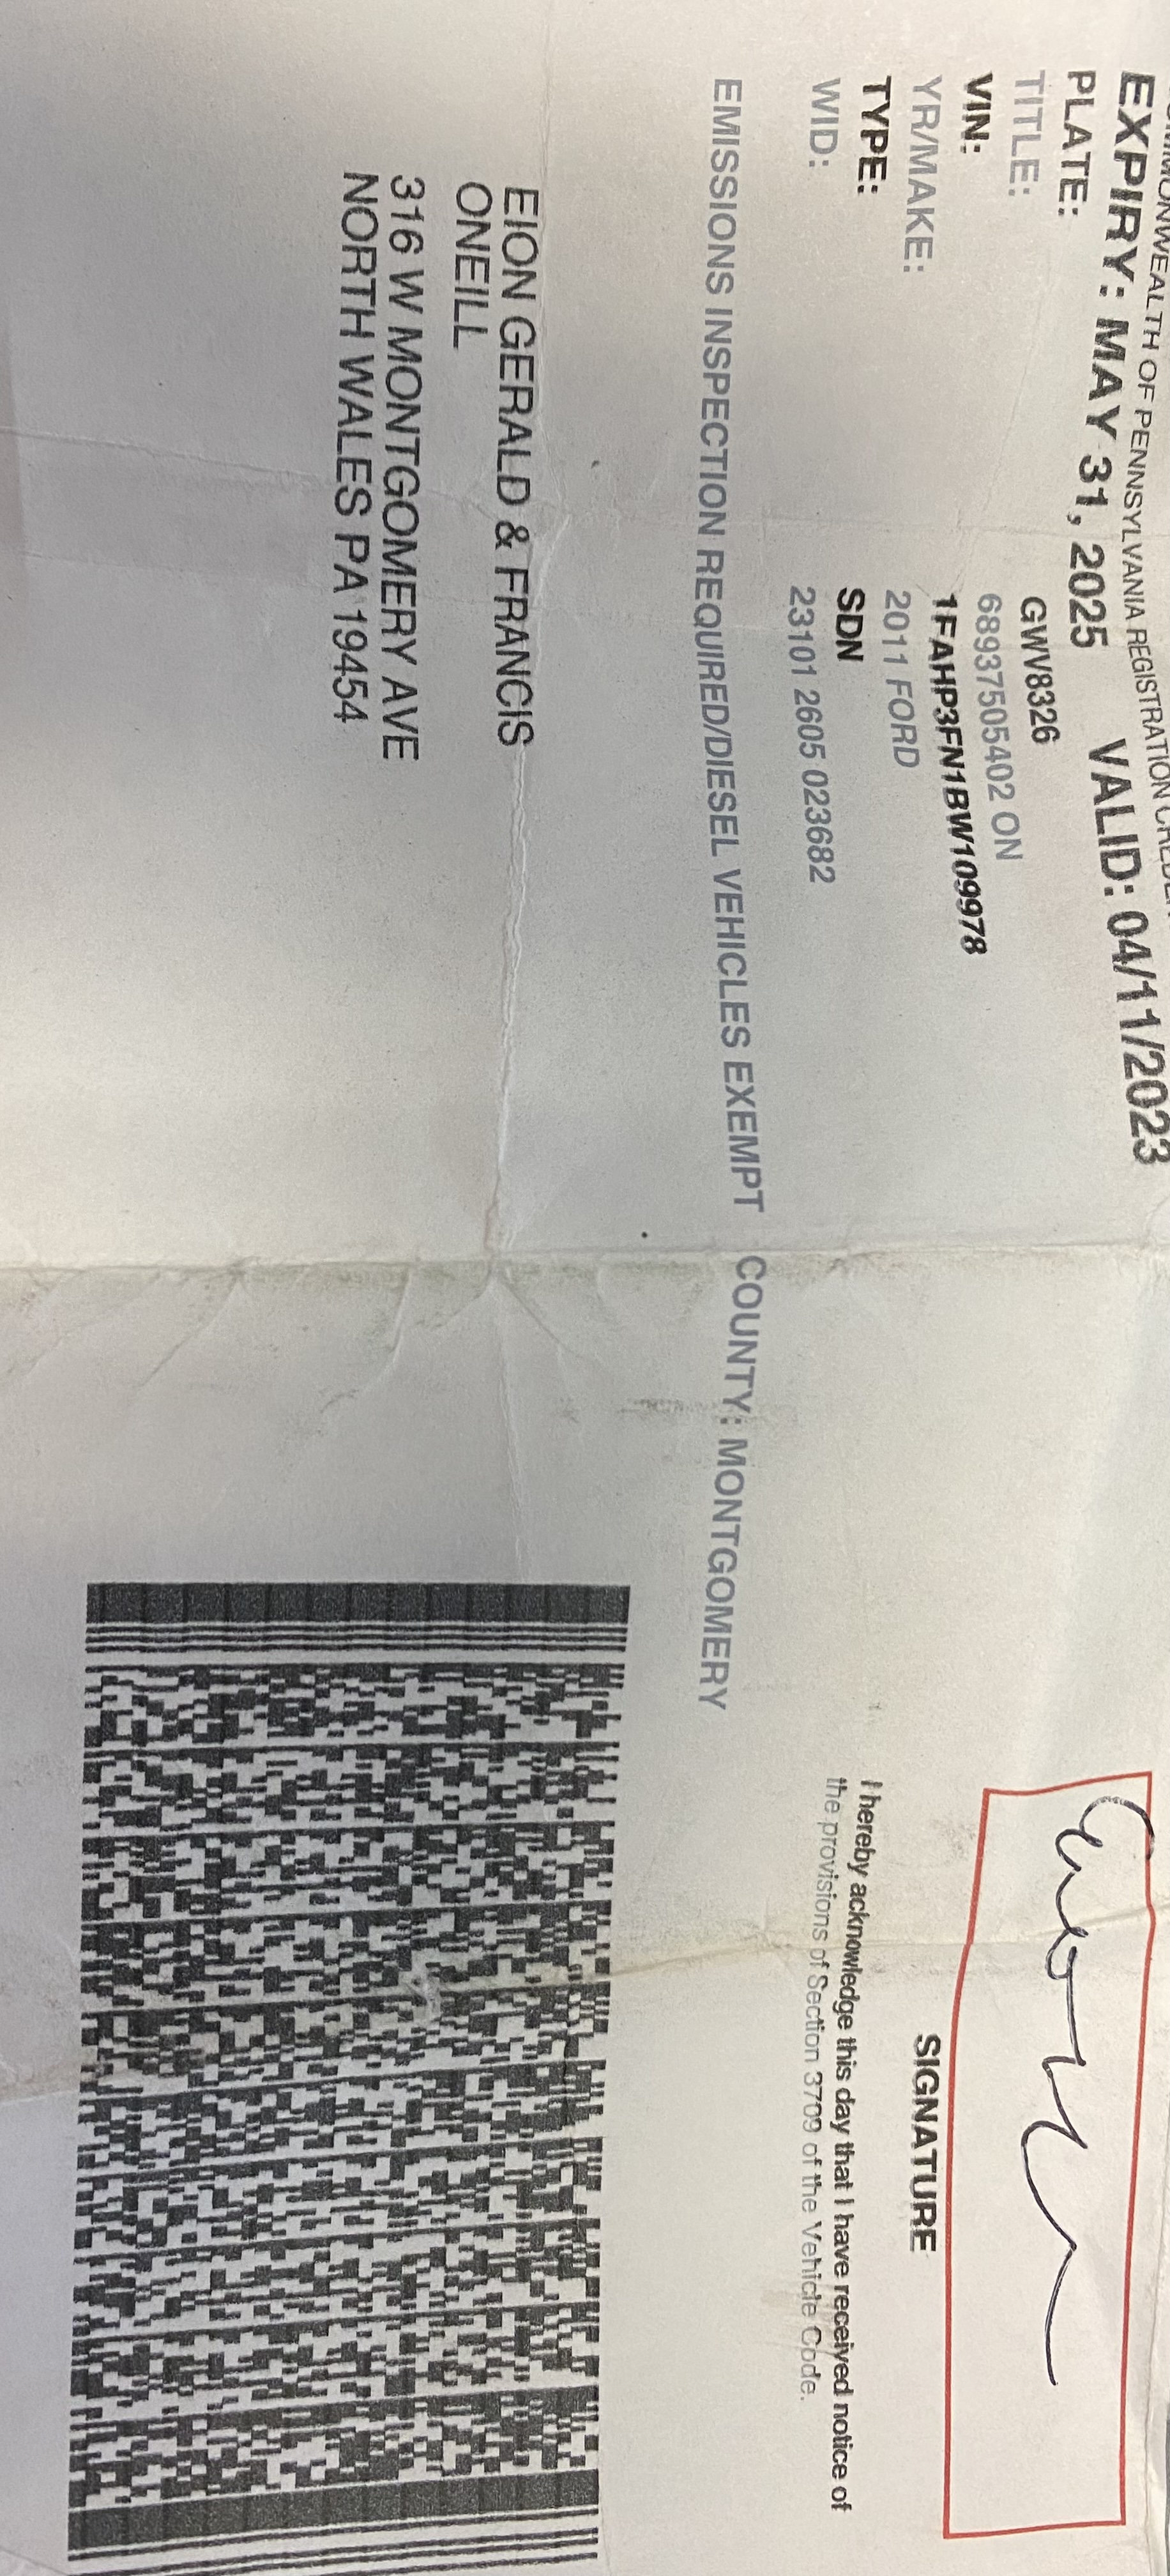 COMMONWEALTH OF PENNSYLVANIA REGISTRATION
EXPIRY: MAY 31, 2025 VALID: 04/11/2023
PLATE: GWV8326
TITLE: 68937505402 ON
VIN: 1FAHP3FN1BW109978
YR/MAKE: 2011 FORD
TYPE: SDN
WID: 23101 2605 023682
SIGNATURE
I hereby acknowledge this day that I have received notice of
the provisions of Section 3709 of the Vehicle Code.
EMISSIONS INSPECTION REQUIRED/DIESEL VEHICLES EXEMPT COUNTY: MONTGOMERY
EION GERALD & FRANCIS
ONEILL
316 W MONTGOMERY AVE
NORTH WALES PA 19454